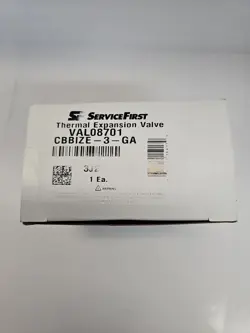 SERVICEFIRST
Thermal Expansion Valve
VAL08701
CBBIZE-3-GA
1 Ea.